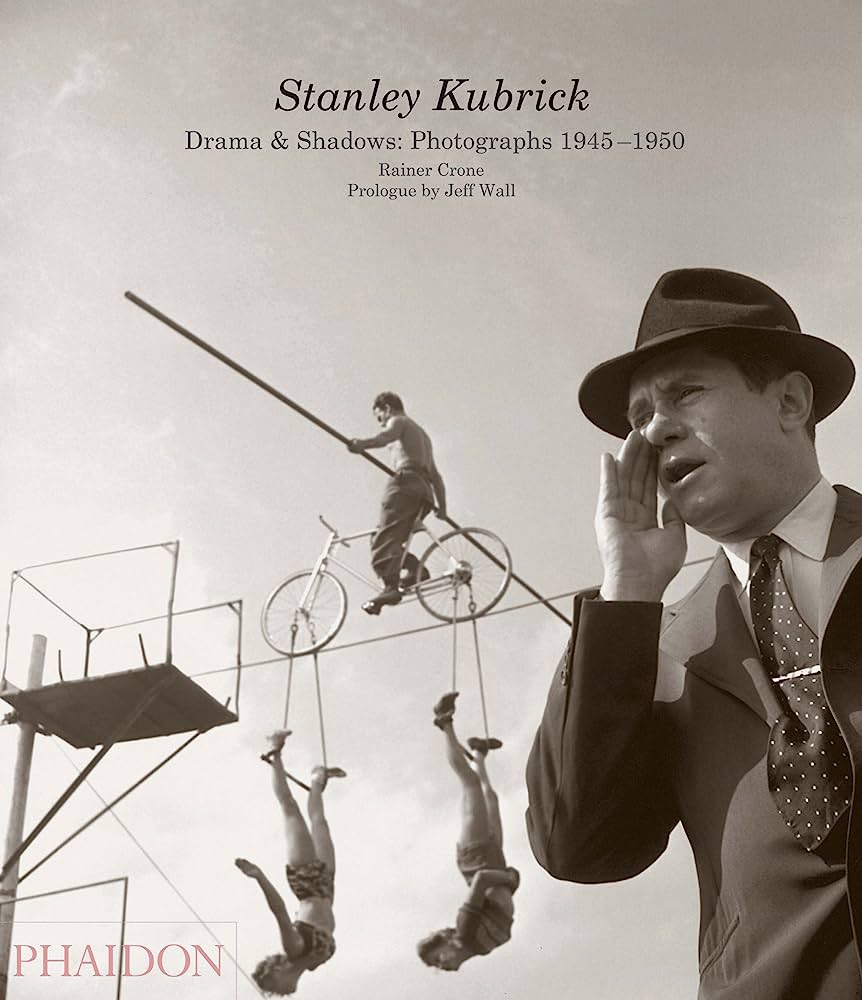 Stanley Kubrick
Drama & Shadows: Photographs 1945–1950
Rainer Crone
Prologue by Jeff Wall
PHAIDON